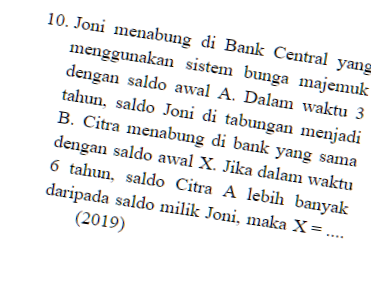 10. Joni menabung di Bank Central yang
menggunakan sistem bunga majemuk
dengan saldo awal A. Dalam waktu 3
tahun, saldo Joni di tabungan menjadi
B. Citra menabung di bank yang sama
dengan saldo awal X. Jika dalam waktu
6 tahun, saldo Citra A lebih banyak
daripada saldo milik Joni, maka X = ....
(2019)